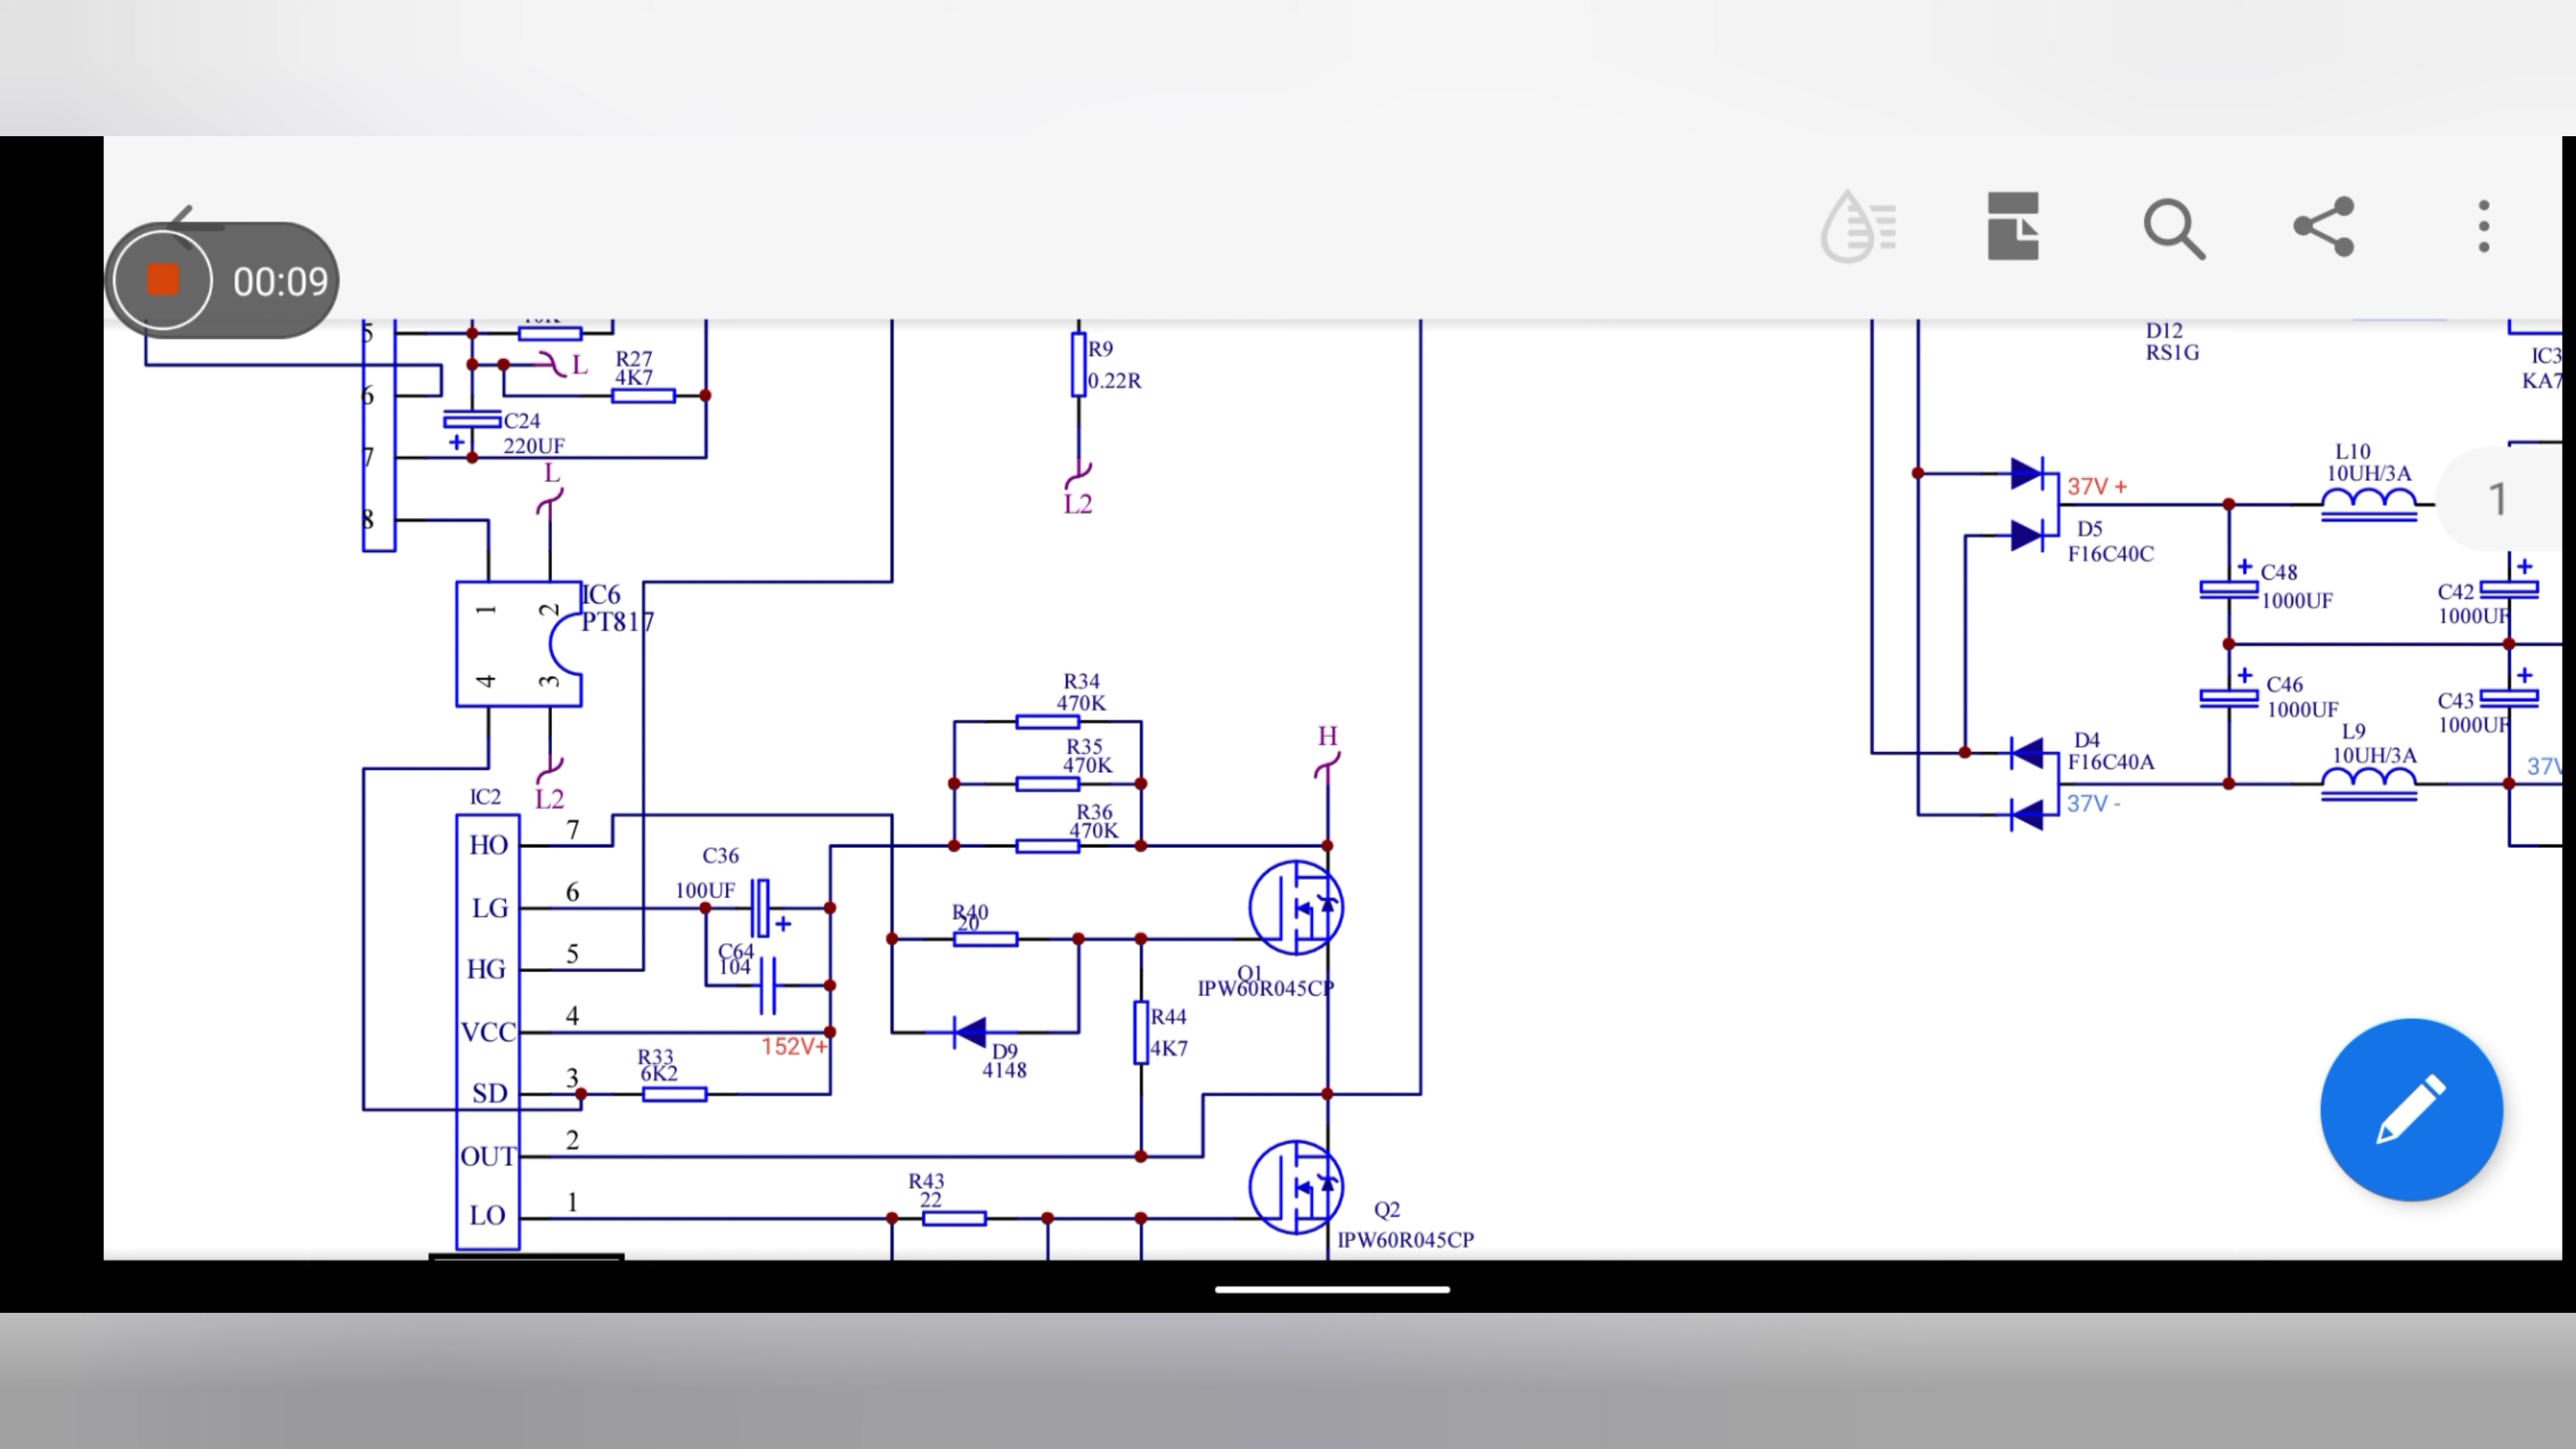 00:09
D12
RS1G
IC3
KA7
5
L
R27
4K7
6
R9
0.22R
C24
220UF
+
7
L
L2
8
L10
10UH/3A
1
37V +
D5
F16C40C
IC6
PT817
1
2
4
3
+
C48
1000UF
+
C42
1000UF
+
C46
1000UF
+
C43
1000UF
R34
470K
R35
470K
R36
470K
H
L9
10UH/3A
D4
F16C40A
37V -
37V
IC2
L2
HO
7
C36
100UF
+
LG
6
R40
20
C64
104
HG
5
Q1
IPW60R045CP
VCC
4
152V+
R44
4K7
D9
4148
R33
6K2
SD
3
OUT
2
R43
22
LO
1
Q2
IPW60R045CP